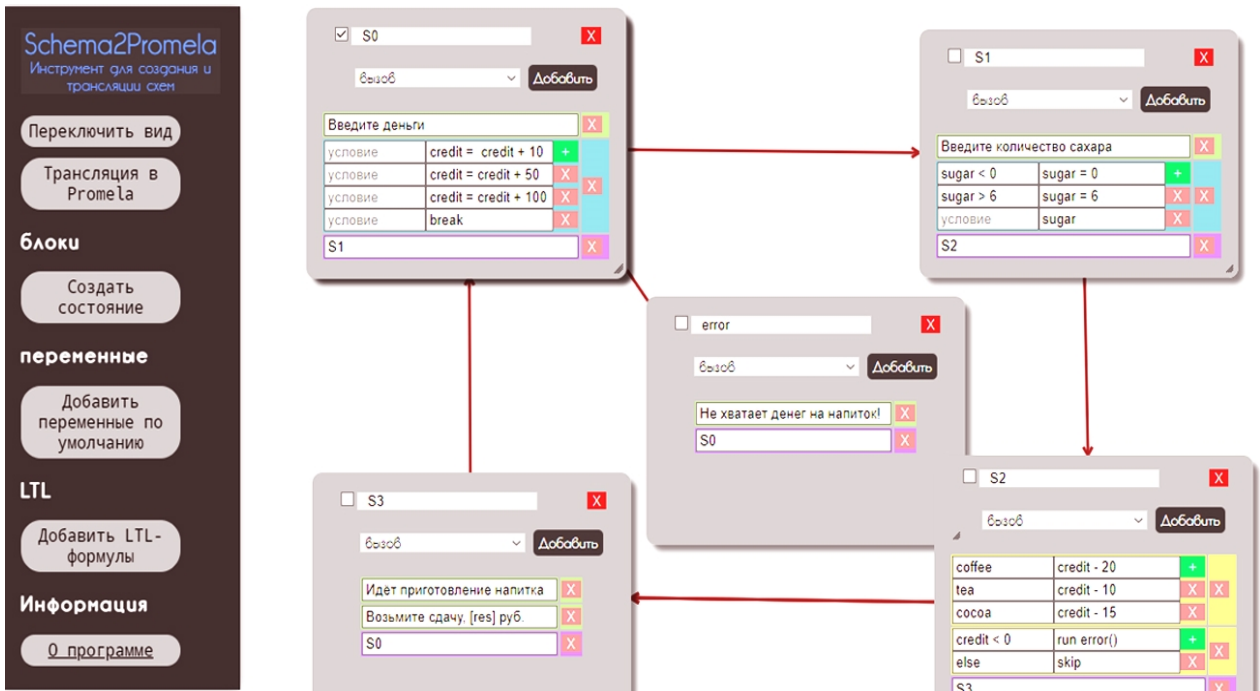 Schema2Promela
Инструмент для создания и
трансляции схем
Переключить вид
Трансляция в
Promela
блоки
Создать
состояние
переменные
Добавить
переменные по
умолчанию
LTL
Добавить LTL-
формулы
Информация
О программе
S0 X
вызов Добавить
Введите деньги X
условие credit = credit + 10 +
условие credit = credit + 50 X
X
условие credit = credit + 100 X
условие break X
S1 X
S1 X
вызов Добавить
Введите количество сахара X
sugar < 0 sugar = 0 +
sugar > 6 sugar = 6 X X
условие sugar X
S2 X
error X
вызов Добавить
Не хватает денег на напиток! X
S0 X
S3 X
вызов Добавить
Идёт приготовление напитка X
Возьмите сдачу, [res] руб. X
S0 X
S2 X
вызов Добавить
coffee credit - 20 +
tea credit - 10 X X
cocoa credit - 15 X
credit < 0 run error() +
X
else skip X
S3 X